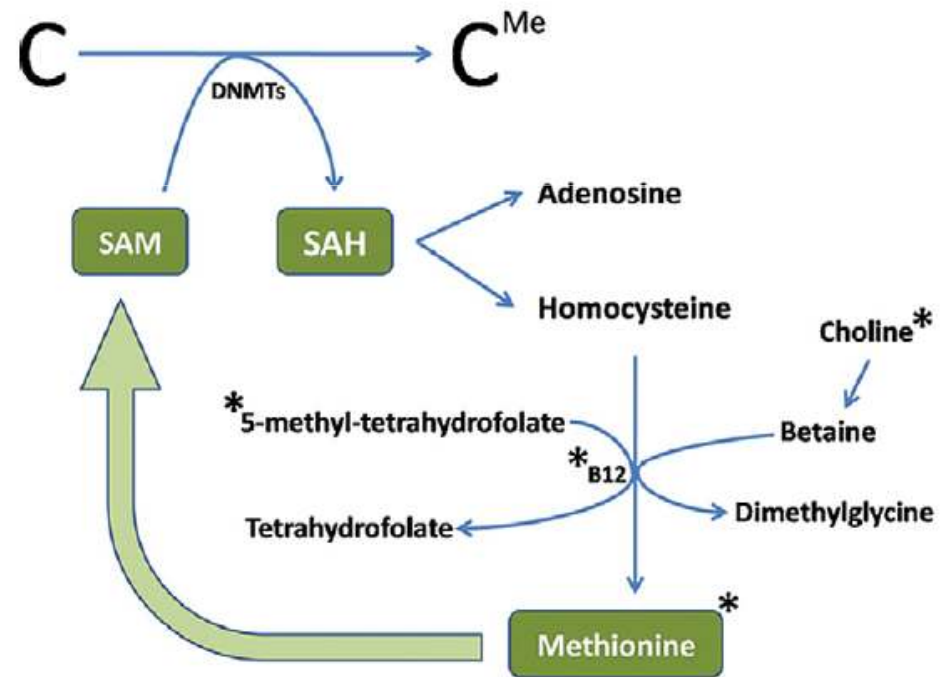 C
C Me
DNMTs
SAM
SAH
Adenosine
Homocysteine
Choline*
*5-methyl-tetrahydrofolate
Betaine
*B12
Tetrahydrofolate
Dimethylglycine
Methionine*